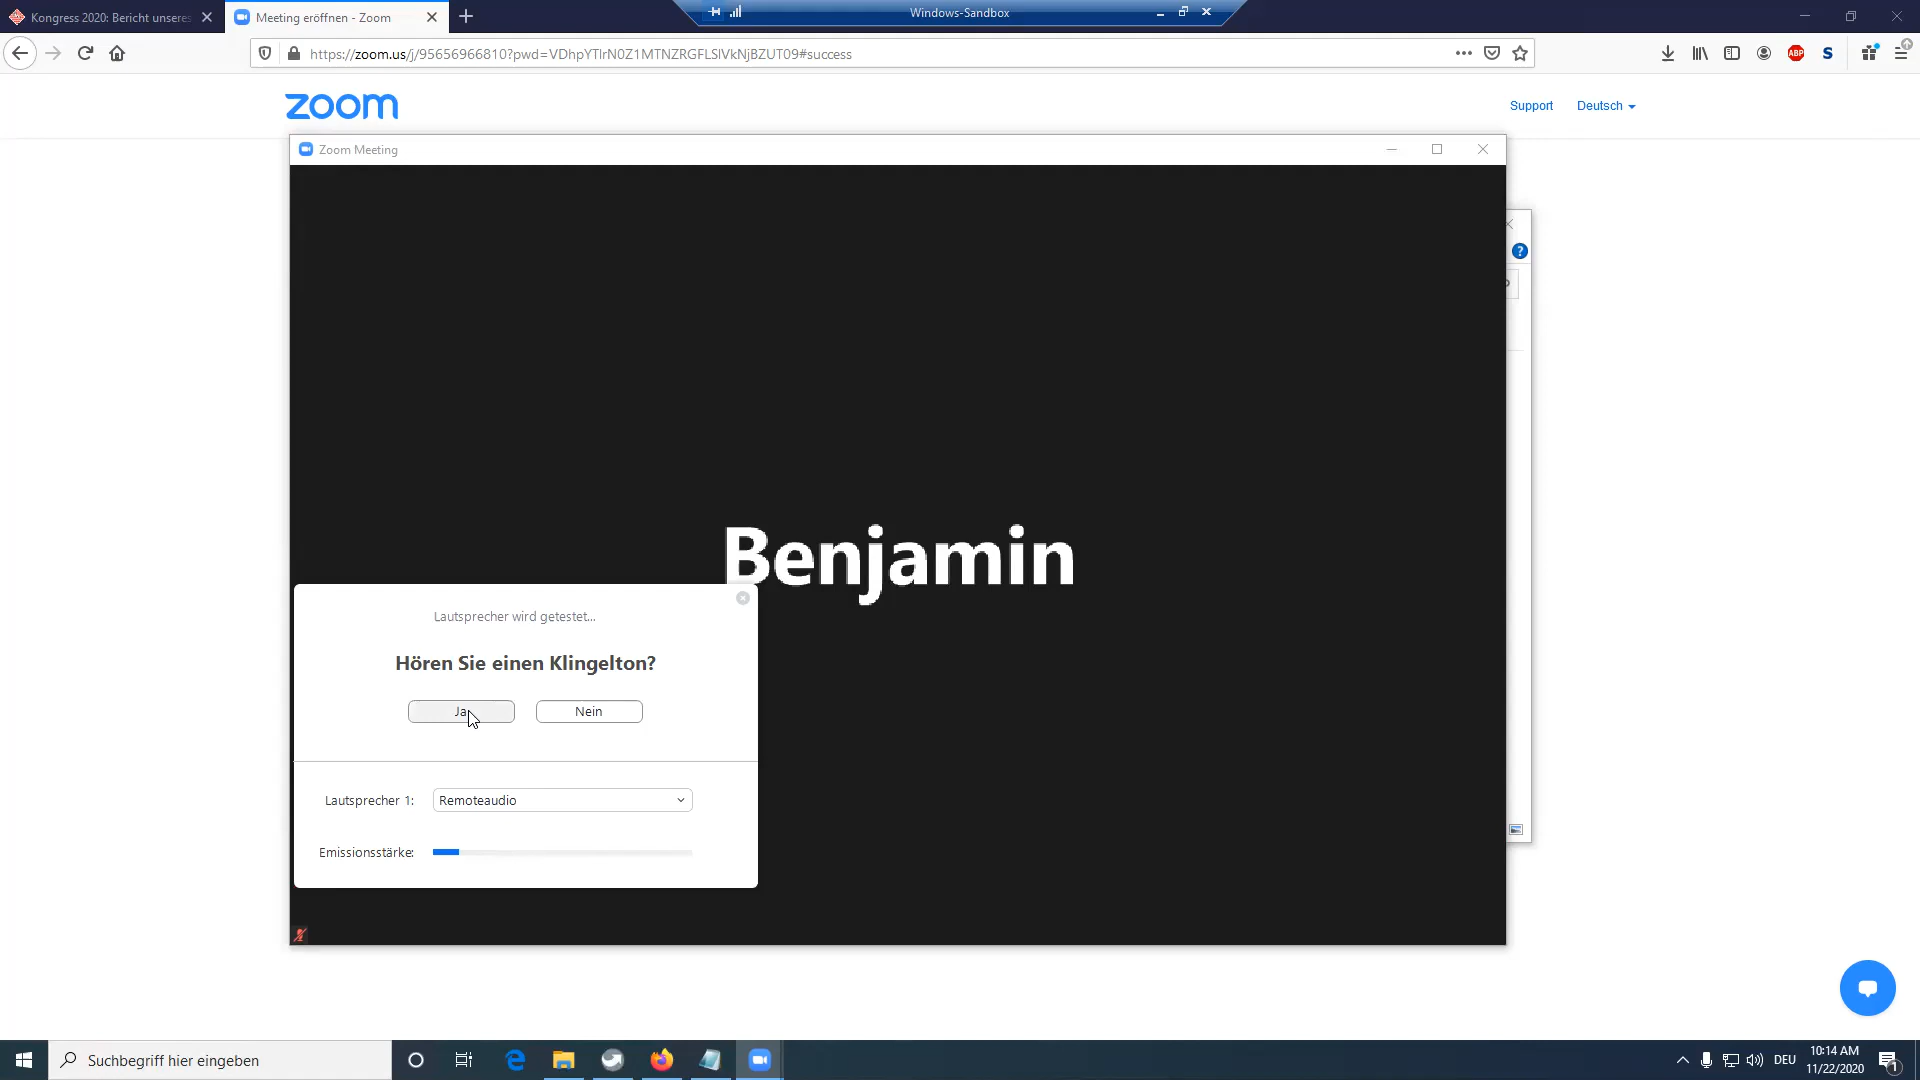 Kongress 2020: Bericht unseres
Meeting eröffnen - Zoom
Windows-Sandbox
https://zoom.us/j/95656966810?pwd=VDhpYTlrN0Z1MTNZRGFLSlVkNjBZUT09#success
ABP
S
zoom
Support
Deutsch
Zoom Meeting
?
Benjamin
Lautsprecher wird getestet...
Hören Sie einen Klingelton?
Ja
Nein
Lautsprecher 1:
Remoteaudio
Emissionsstärke:
Suchbegriff hier eingeben
DEU
10:14 AM
11/22/2020
1